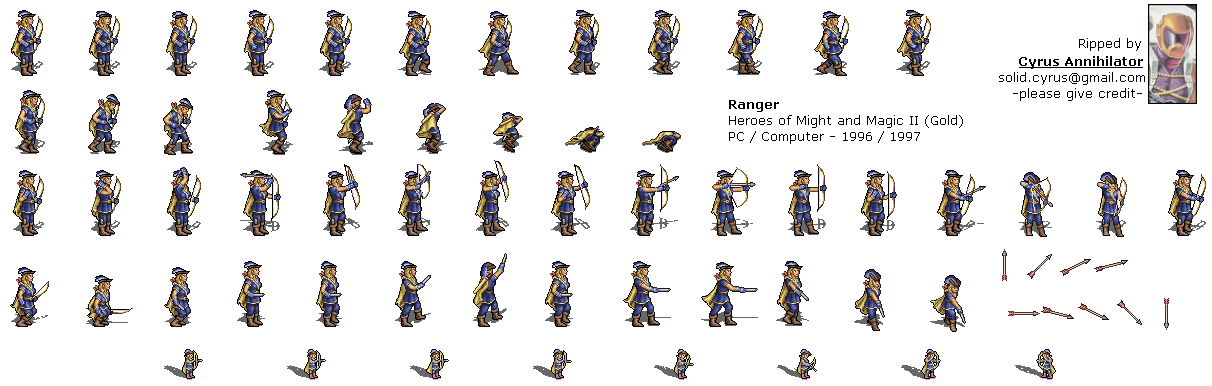 Ripped by
Cyrus Annihilator
solid.cyrus@gmail.com
-please give credit-
Ranger
Heroes of Might and Magic II (Gold)
PC / Computer - 1996 / 1997